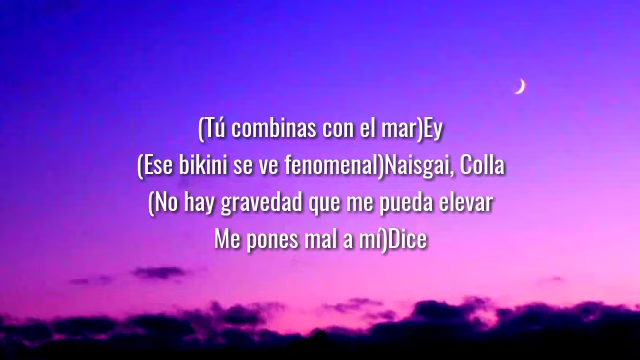 (Tú combinas con el mar)Ey
(Ese bikini se ve fenomenal)Naisgai, Colla
(No hay gravedad que me pueda elevar
Me pones mal a mí)Dice